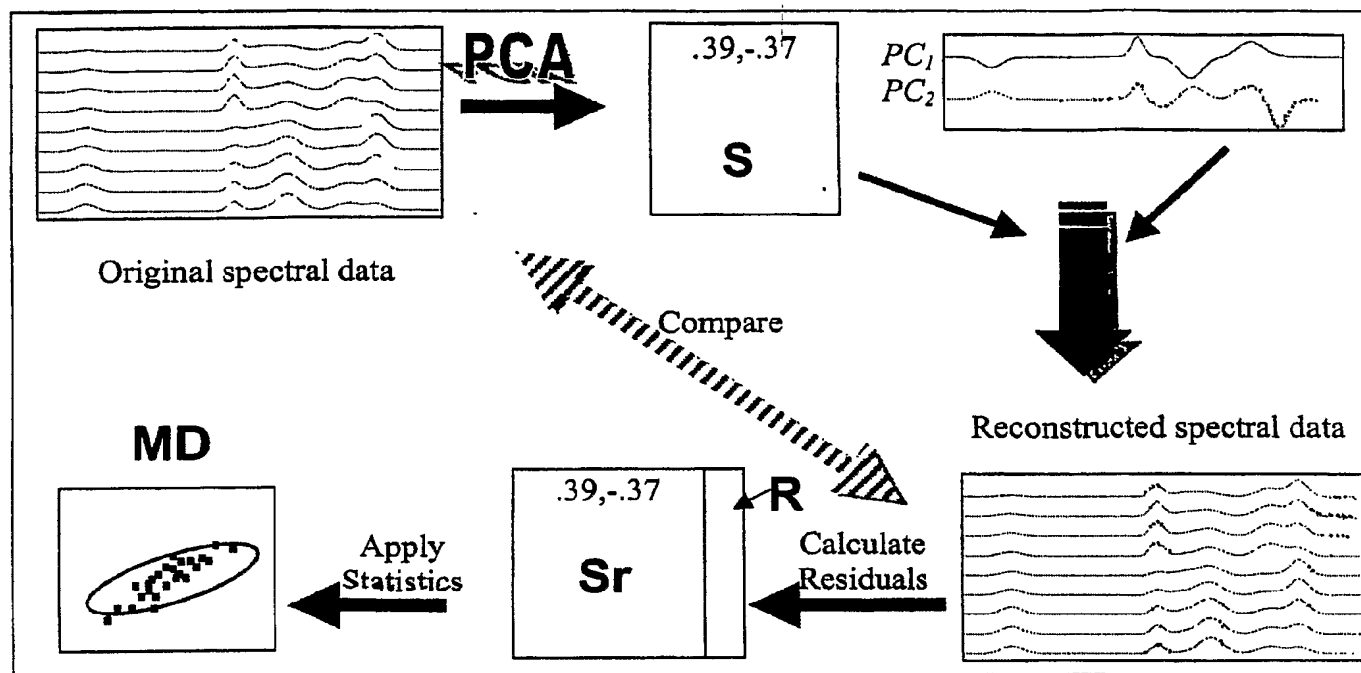 PCA
.39,-.37
S
PC1
PC2
Original spectral data
Compare
Reconstructed spectral data
MD
.39,-.37
R
Sr
Apply
Statistics
Calculate
Residuals